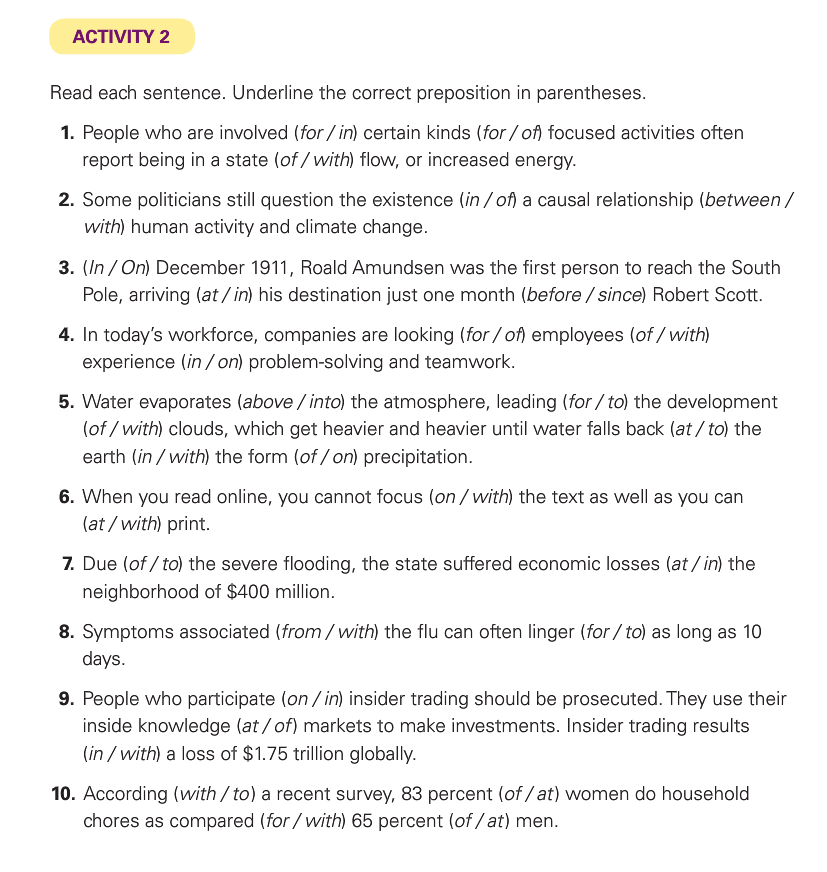 ACTIVITY 2
Read each sentence. Underline the correct preposition in parentheses.
1. People who are involved (for / in) certain kinds (for / of) focused activities often
report being in a state (of / with) flow, or increased energy.
2. Some politicians still question the existence (in / of) a causal relationship (between /
with) human activity and climate change.
3. (In / On) December 1911, Roald Amundsen was the first person to reach the South
Pole, arriving (at / in) his destination just one month (before / since) Robert Scott.
4. In today's workforce, companies are looking (for / of) employees (of / with)
experience (in / on) problem-solving and teamwork.
5. Water evaporates (above / into) the atmosphere, leading (for / to) the development
(of / with) clouds, which get heavier and heavier until water falls back (at / to) the
earth (in / with) the form (of / on) precipitation.
6. When you read online, you cannot focus (on / with) the text as well as you can
(at / with) print.
7. Due (of / to) the severe flooding, the state suffered economic losses (at / in) the
neighborhood of $400 million.
8. Symptoms associated (from / with) the flu can often linger (for / to) as long as 10
days.
9. People who participate (on / in) insider trading should be prosecuted. They use their
inside knowledge (at / of) markets to make investments. Insider trading results
(in / with) a loss of $1.75 trillion globally.
10. According (with / to) a recent survey, 83 percent (of / at) women do household
chores as compared (for / with) 65 percent (of / at) men.